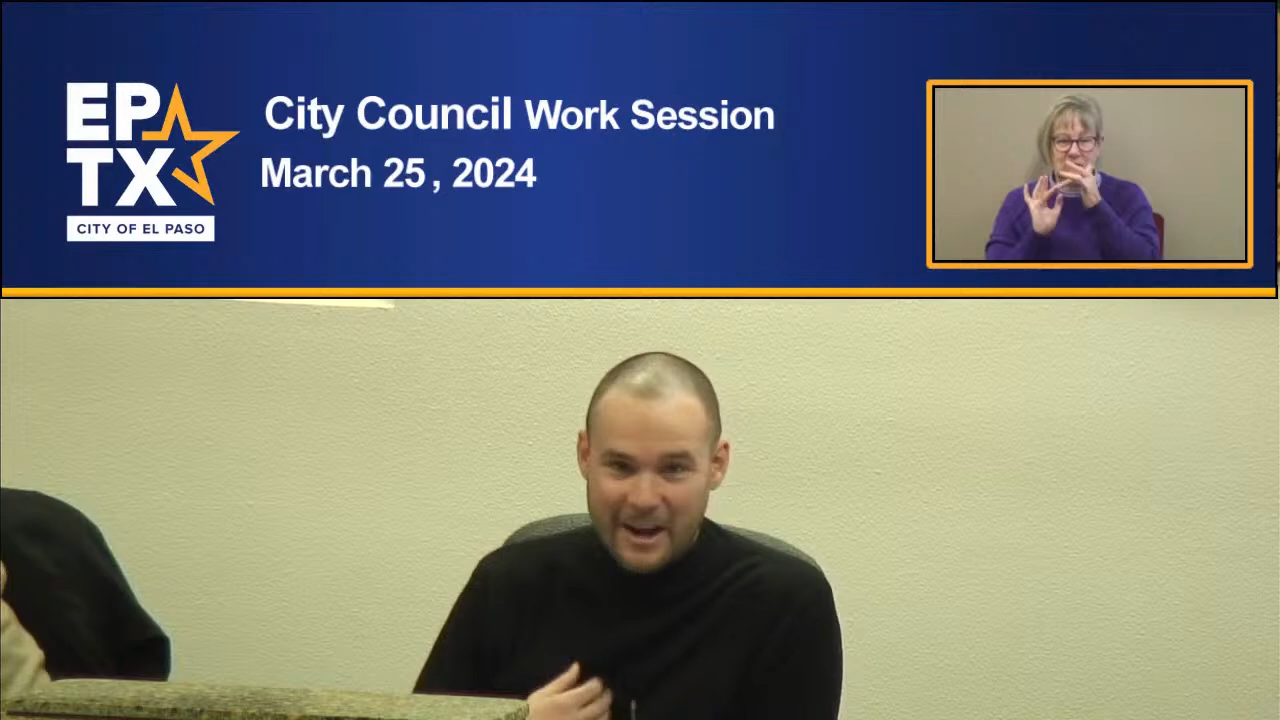 EP
TX
CITY OF EL PASO
City Council Work Session
March 25, 2024